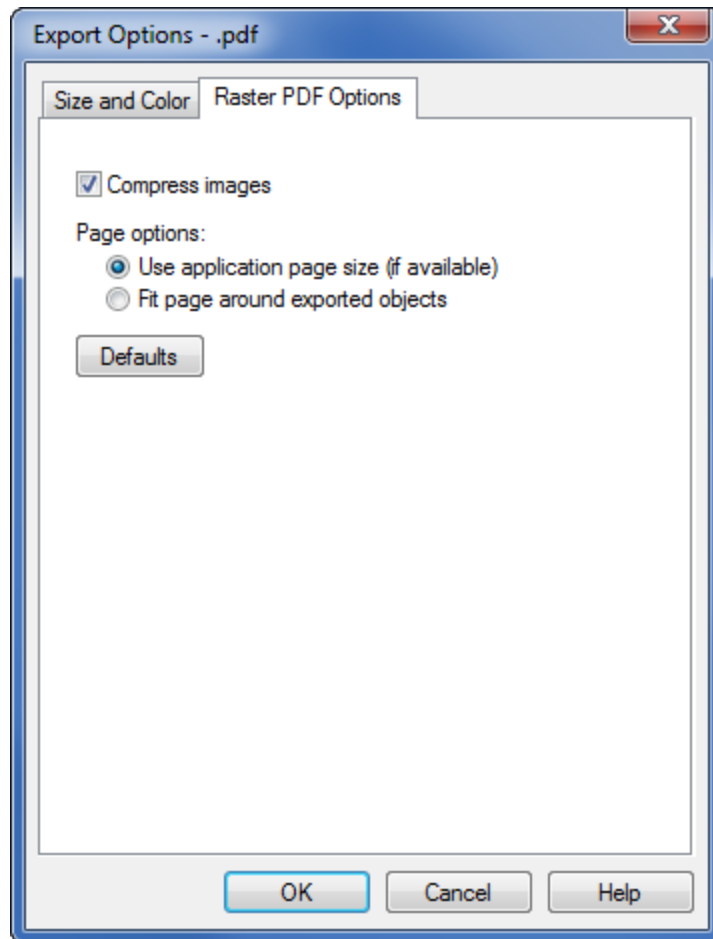 Export Options - .pdf
Size and Color
Raster PDF Options
Compress images
Page options:
Use application page size (if available)
Fit page around exported objects
Defaults
OK
Cancel
Help